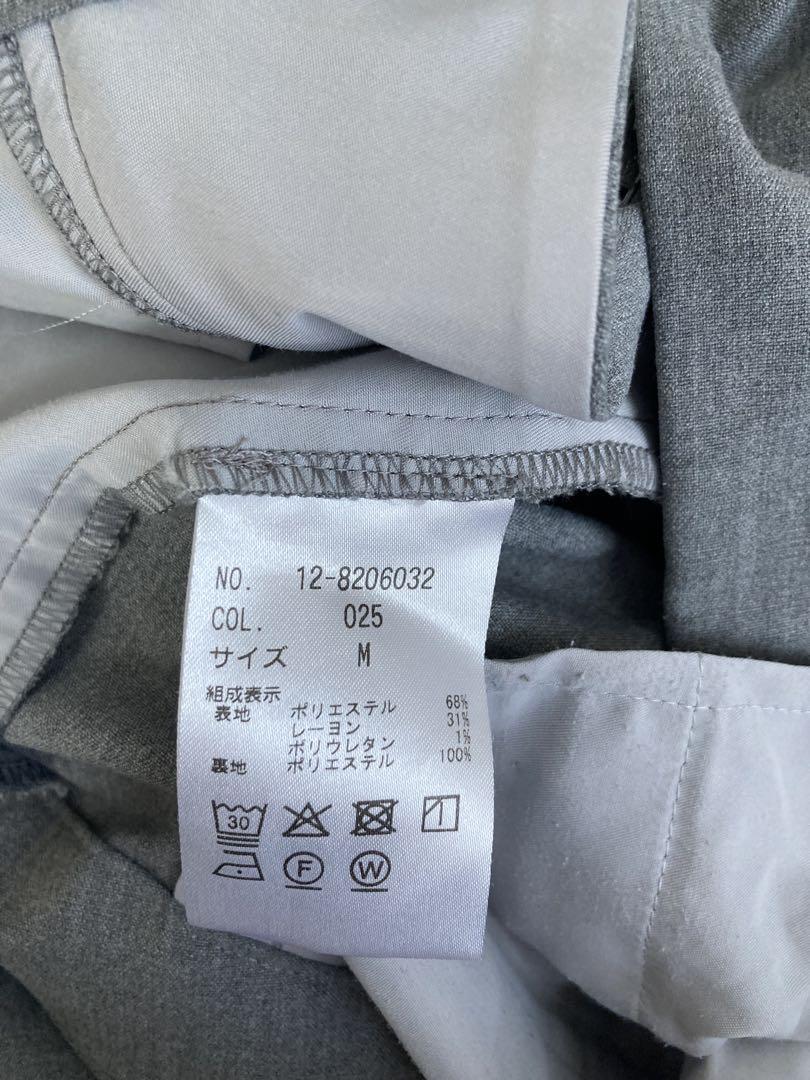 NO. 12-8206032
COL. 025
サイズ M
組成表示
表地 ポリエステル 68%
レーヨン 31%
ポリウレタン 1%
裏地 ポリエステル 100%
30
F W